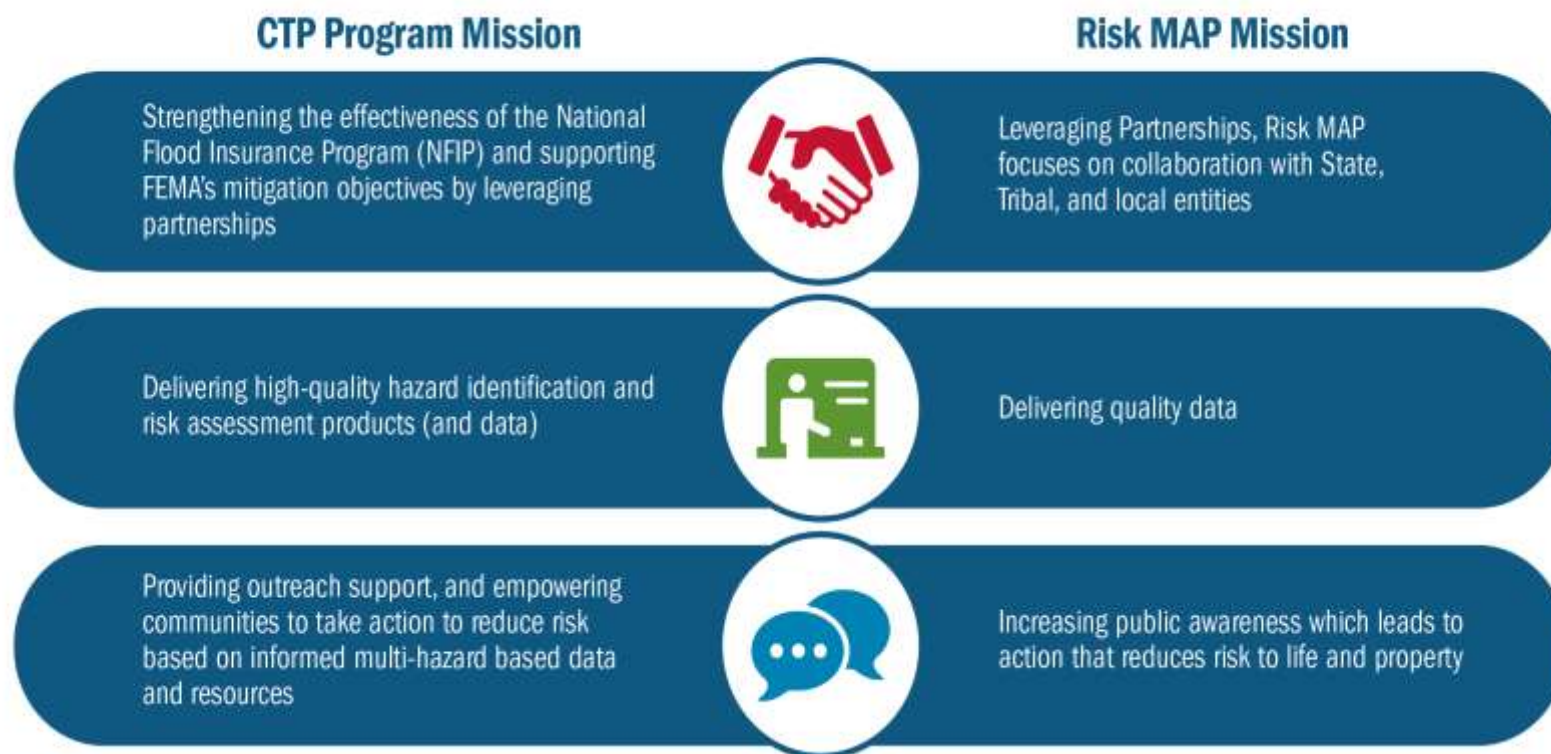 CTP Program Mission
Risk MAP Mission
Strengthening the effectiveness of the National
Flood Insurance Program (NFIP) and supporting
FEMA's mitigation objectives by leveraging
partnerships
Leveraging Partnerships, Risk MAP
focuses on collaboration with State,
Tribal, and local entities
Delivering high-quality hazard identification and
risk assessment products (and data)
Delivering quality data
Providing outreach support, and empowering
communities to take action to reduce risk
based on informed multi-hazard based data
and resources
Increasing public awareness which leads to
action that reduces risk to life and property